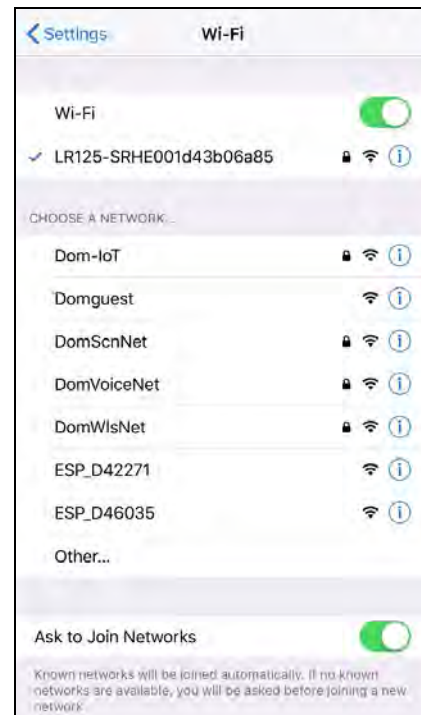 Settings Wi-Fi
Wi-Fi
LR125-SRHE001d43b06a85
CHOOSE A NETWORK...
Dom-IoT
Domguest
DomScnNet
DomVoiceNet
DomWlsNet
ESP_D42271
ESP_D46035
Other...
Ask to Join Networks
Known networks will be joined automatically. If no known
networks are available, you will be asked before joining a new
network.